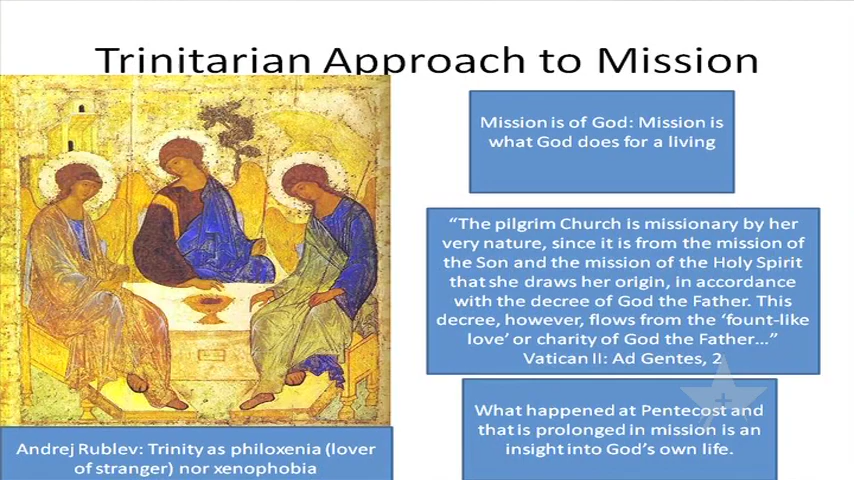 Trinitarian Approach to Mission
Mission is of God: Mission is
what God does for a living
“The pilgrim Church is missionary by her
very nature, since it is from the mission of
the Son and the mission of the Holy Spirit
that she draws her origin, in accordance
with the decree of God the Father. This
decree, however, flows from the ‘fount-like
love’ or charity of God the Father...”
Vatican II: Ad Gentes, 2
What happened at Pentecost and
that is prolonged in mission is an
insight into God’s own life.
Andrej Rublev: Trinity as philoxenia (lover
of stranger) nor xenophobia